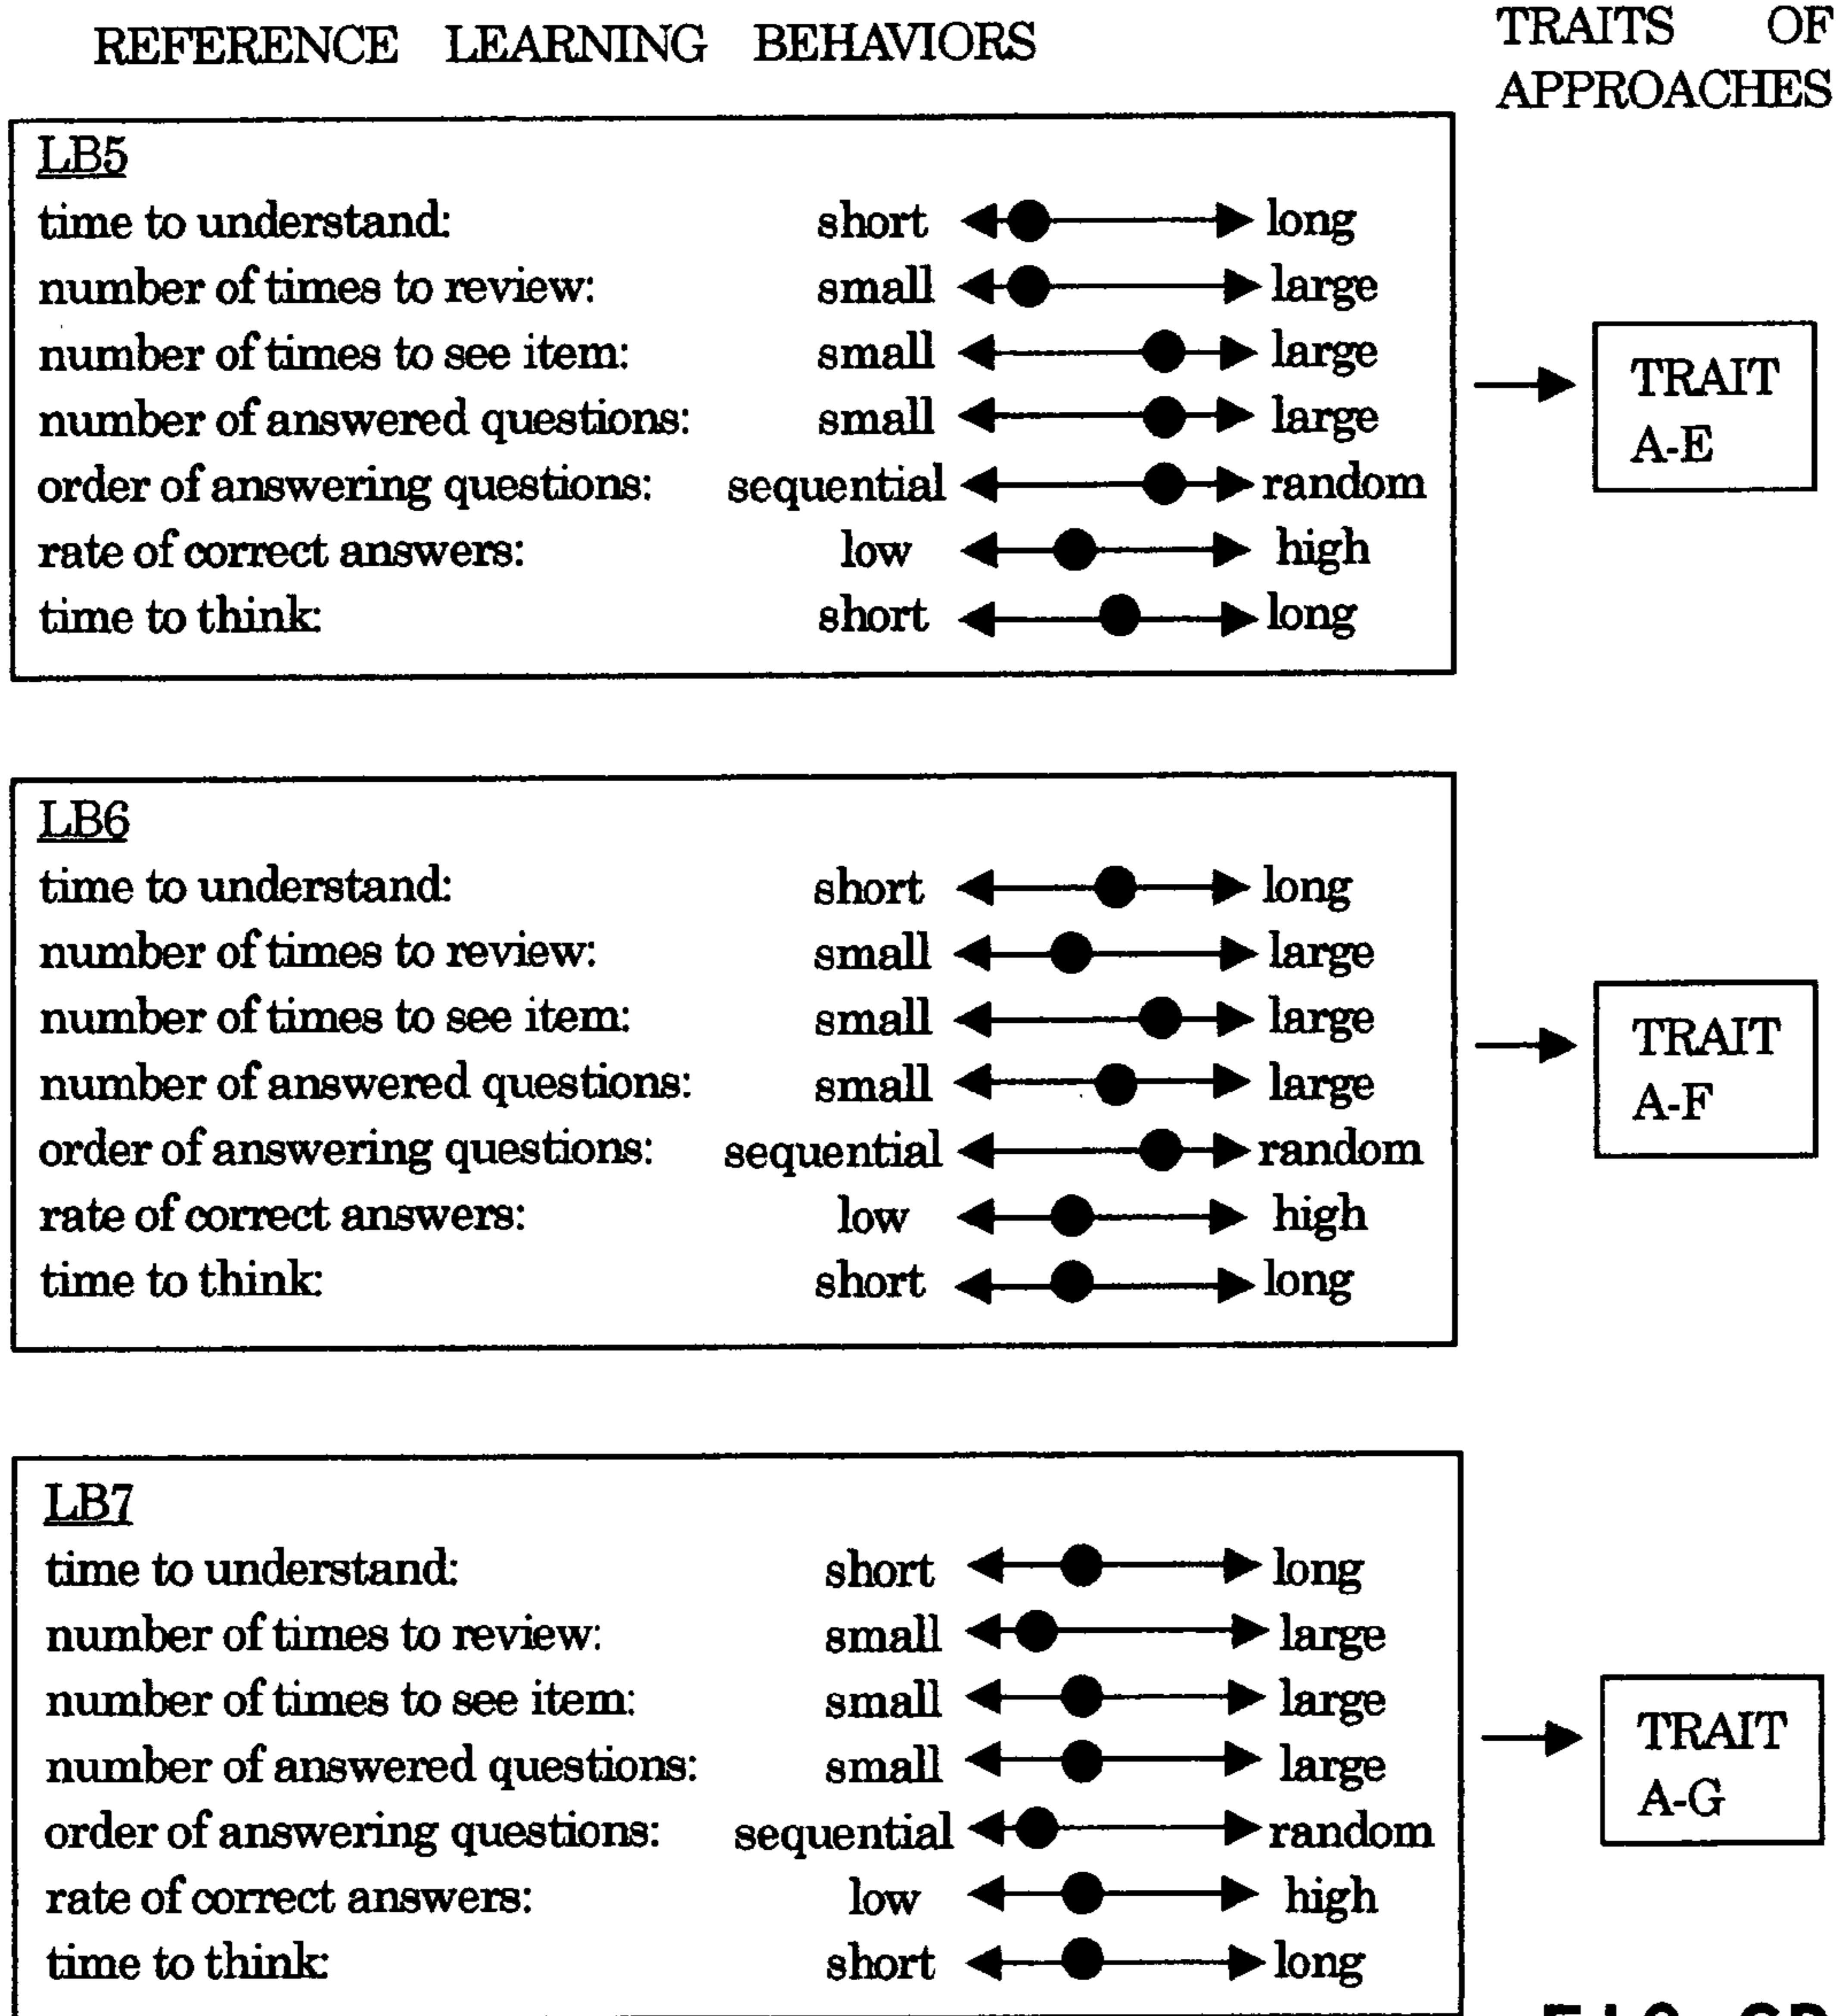 REFERENCE LEARNING BEHAVIORS
TRAITS OF
APPROACHES
LB5
time to understand: short long
number of times to review: small large
number of times to see item: small large
number of answered questions: small large
order of answering questions: sequential random
rate of correct answers: low high
time to think: short long
TRAIT
A-E
LB6
time to understand: short long
number of times to review: small large
number of times to see item: small large
number of answered questions: small large
order of answering questions: sequential random
rate of correct answers: low high
time to think: short long
TRAIT
A-F
LB7
time to understand: short long
number of times to review: small large
number of times to see item: small large
number of answered questions: small large
order of answering questions: sequential random
rate of correct answers: low high
time to think: short long
TRAIT
A-G